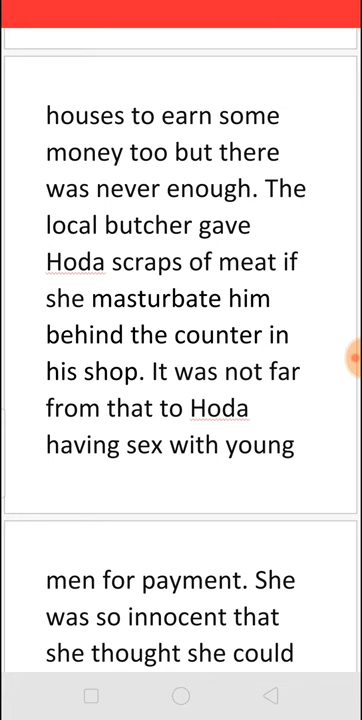 houses to earn some
money too but there
was never enough. The
local butcher gave
Hoda scraps of meat if
she masturbate him
behind the counter in
his shop. It was not far
from that to Hoda
having sex with young
men for payment. She
was so innocent that
she thought she could